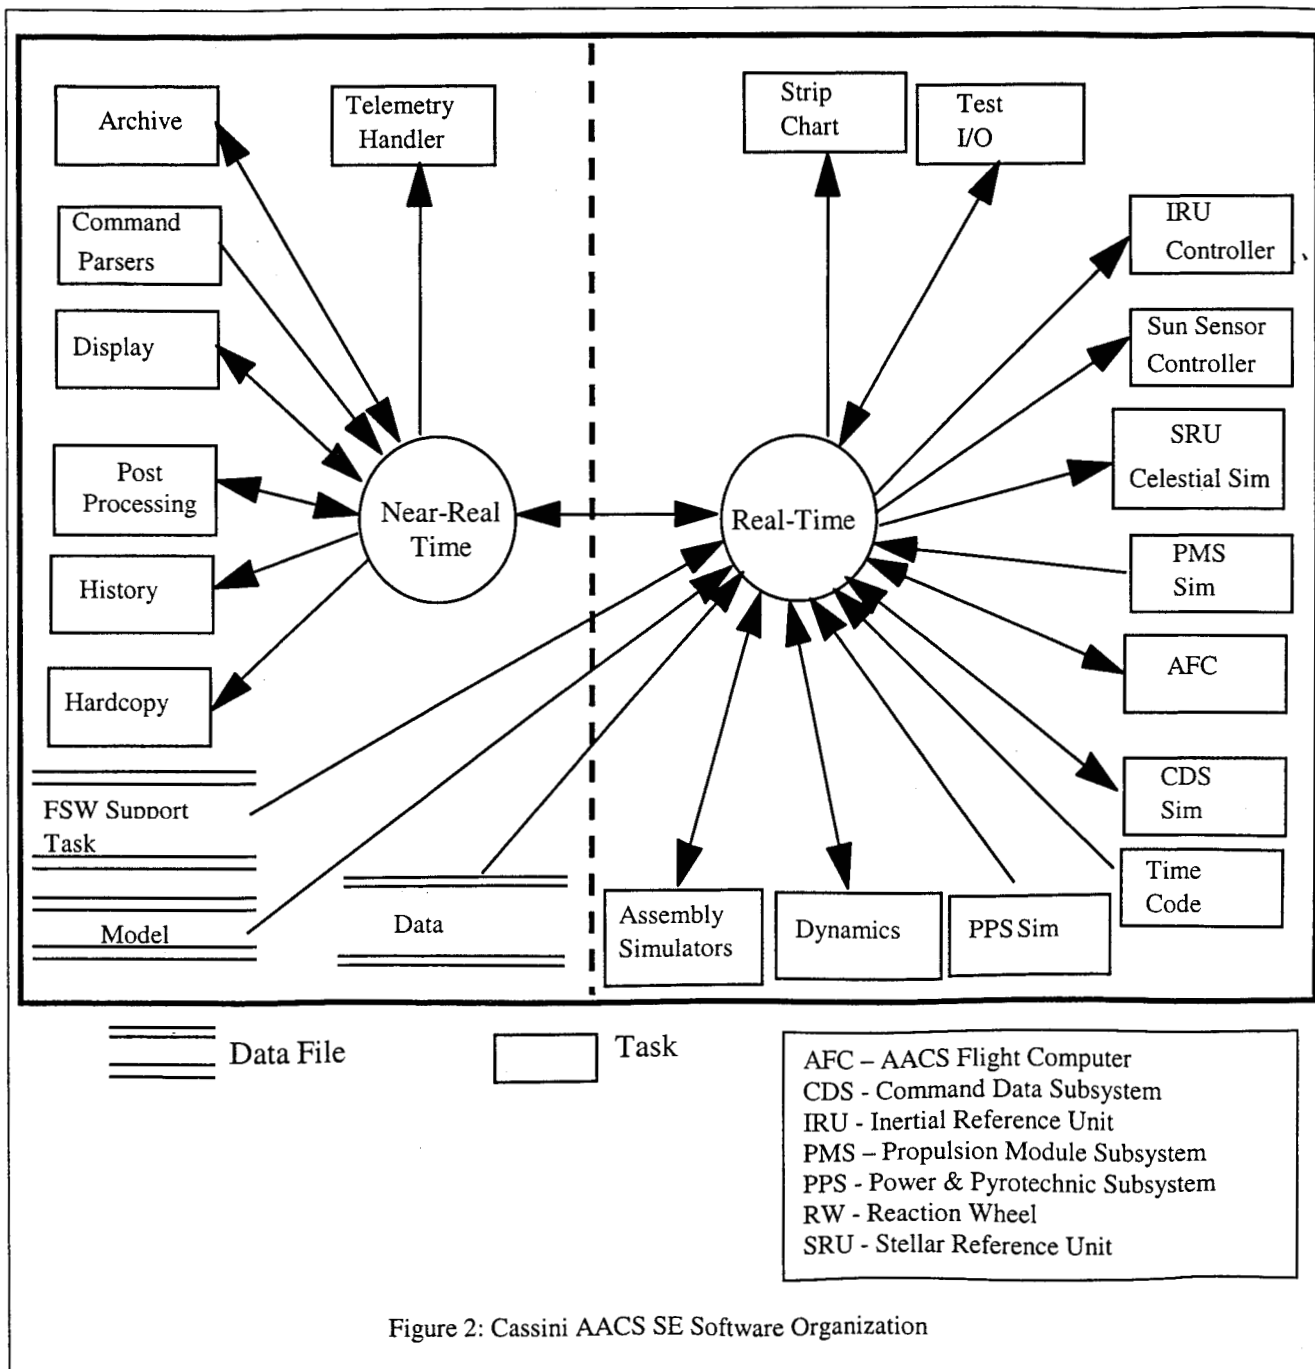 Archive
Telemetry
Handler
Strip
Chart
Test
I/O
Command
Parsers
IRU
Controller
Display
Sun Sensor
Controller
SRU
Celestial Sim
Post
Processing
Near-Real
Time
Real-Time
PMS
Sim
History
AFC
Hardcopy
CDS
Sim
FSW Support
Task
Time
Code
Model
Data
Assembly
Simulators
Dynamics
PPS Sim
Data File
Task
AFC – AACS Flight Computer
CDS - Command Data Subsystem
IRU - Inertial Reference Unit
PMS – Propulsion Module Subsystem
PPS - Power & Pyrotechnic Subsystem
RW - Reaction Wheel
SRU - Stellar Reference Unit
Figure 2: Cassini AACS SE Software Organization